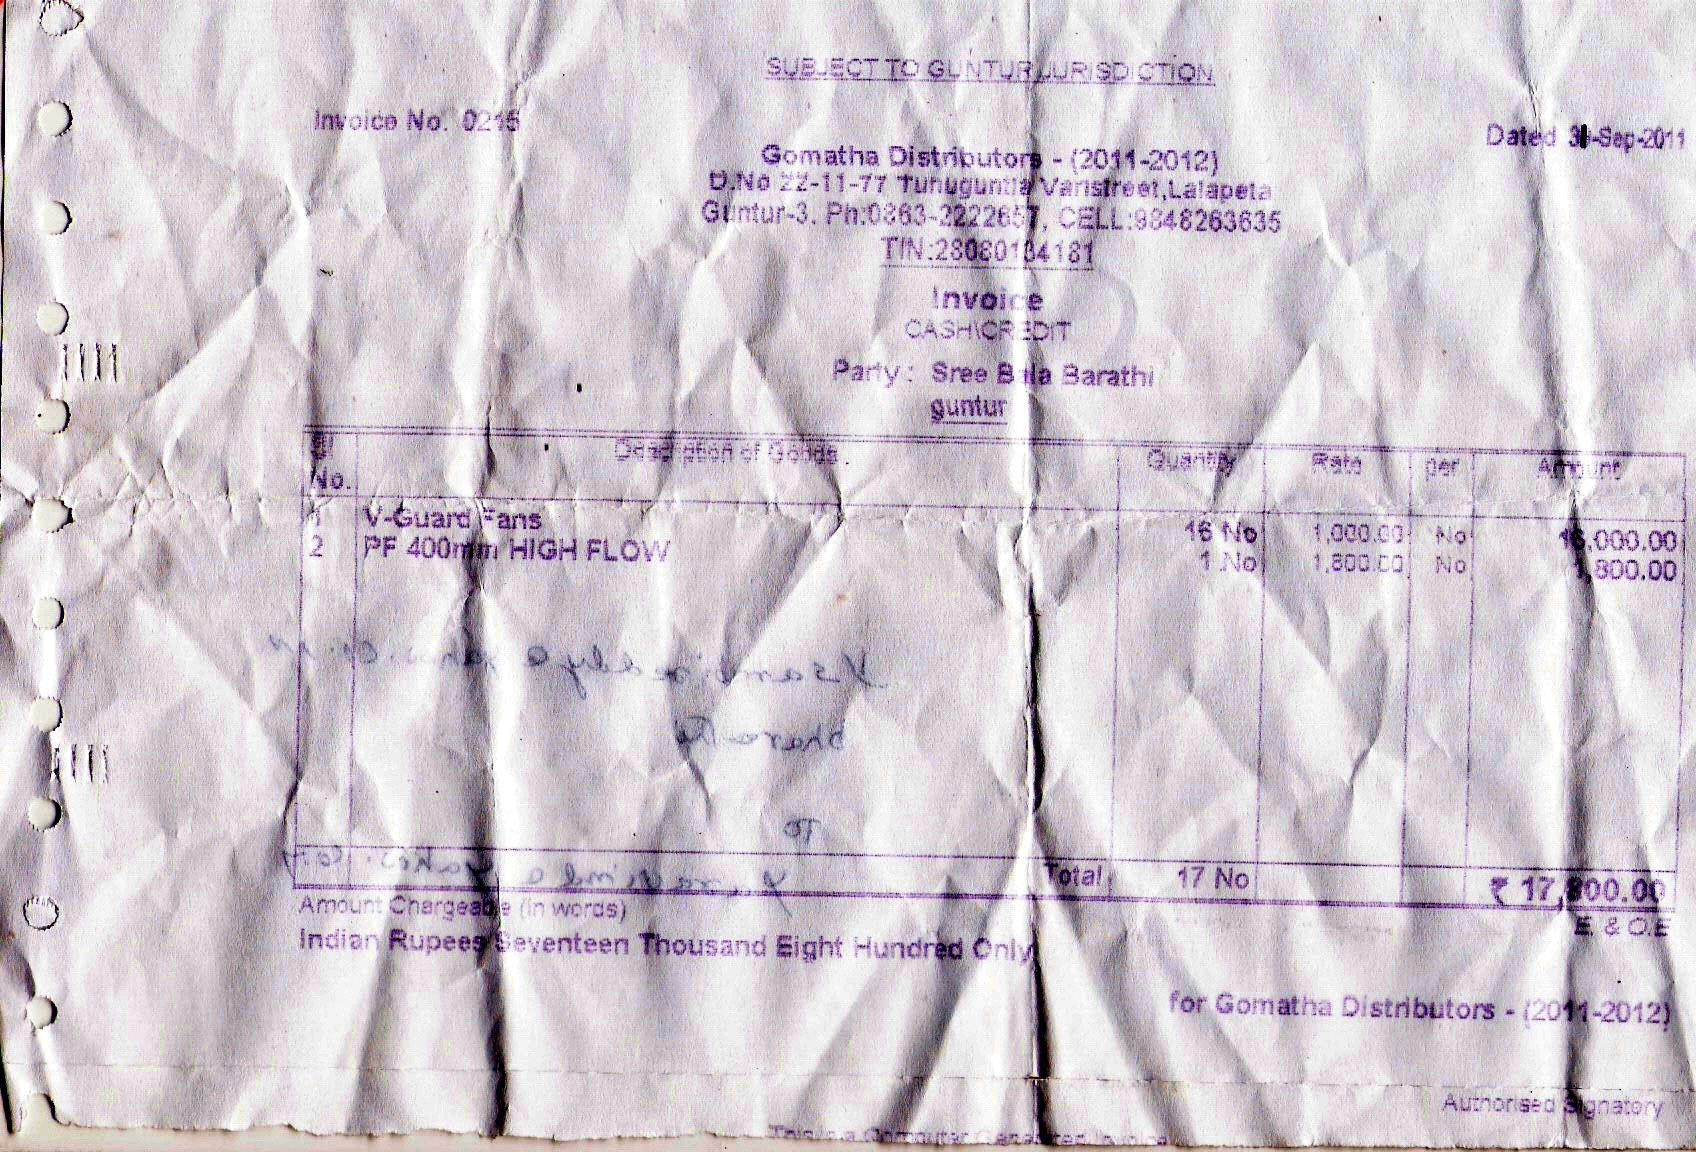 SUBJECT TO GUNTUR JURISDICTION
Invoice No. 0215
Dated -Sep-2011
Gomatha Distributors - (2011-2012)
D.No 22-11-77 Lalapeta
Guntur-3. Ph:0863-2222657, CELL:9848263635
TIN:28080134181
Invoice
CASH\CREDIT
Party : Sree Bala Barathi
guntur
Sl No. Description of Goods Quantity Rate per Amount
1 V-Guard Fans 16 No 1,000.00 No 16,000.00
2 PF 400mm HIGH FLOW 1 No 1,800.00 No 1,800.00
To
Total 17 No ₹ 17,800.00
Amount Chargeable (in words) E. & O.E
Indian Rupees Seventeen Thousand Eight Hundred Only
for Gomatha Distributors - (2011-2012)
Authorised Signatory
This is a Computer Generated Invoice